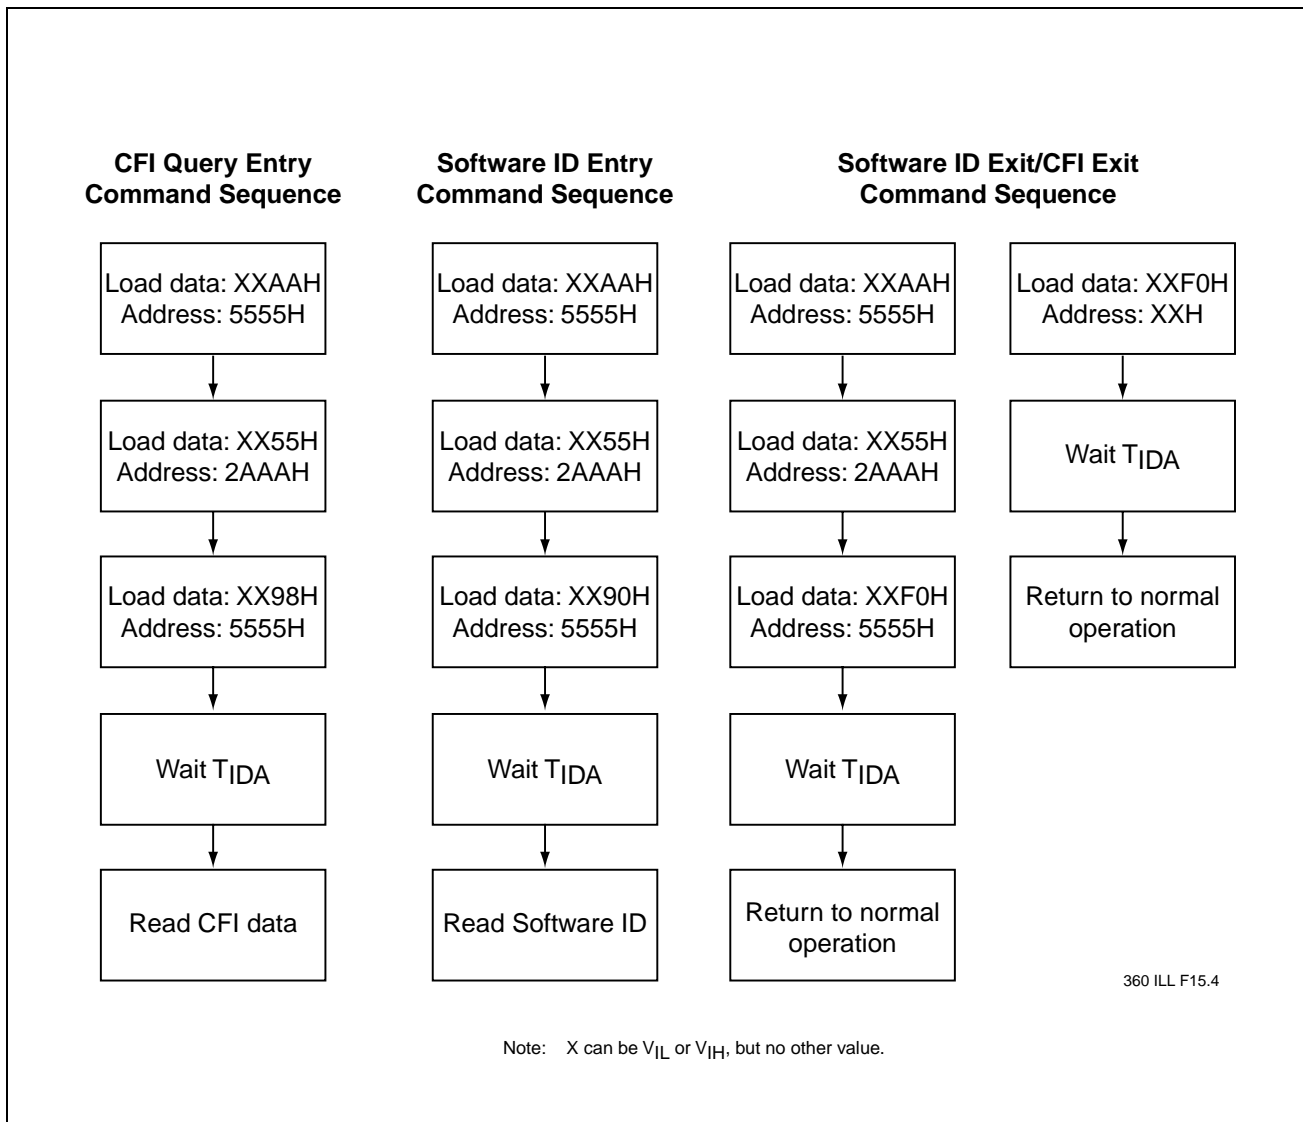 CFI Query Entry
Command Sequence
Load data: XXAAH
Address: 5555H
Load data: XX55H
Address: 2AAAH
Load data: XX98H
Address: 5555H
Wait TIDA
Read CFI data
Software ID Entry
Command Sequence
Load data: XXAAH
Address: 5555H
Load data: XX55H
Address: 2AAAH
Load data: XX90H
Address: 5555H
Wait TIDA
Read Software ID
Software ID Exit/CFI Exit
Command Sequence
Load data: XXAAH
Address: 5555H
Load data: XX55H
Address: 2AAAH
Load data: XXF0H
Address: 5555H
Wait TIDA
Return to normal
operation
Load data: XXF0H
Address: XXH
Wait TIDA
Return to normal
operation
360 ILL F15.4
Note: X can be VIL or VIH, but no other value.